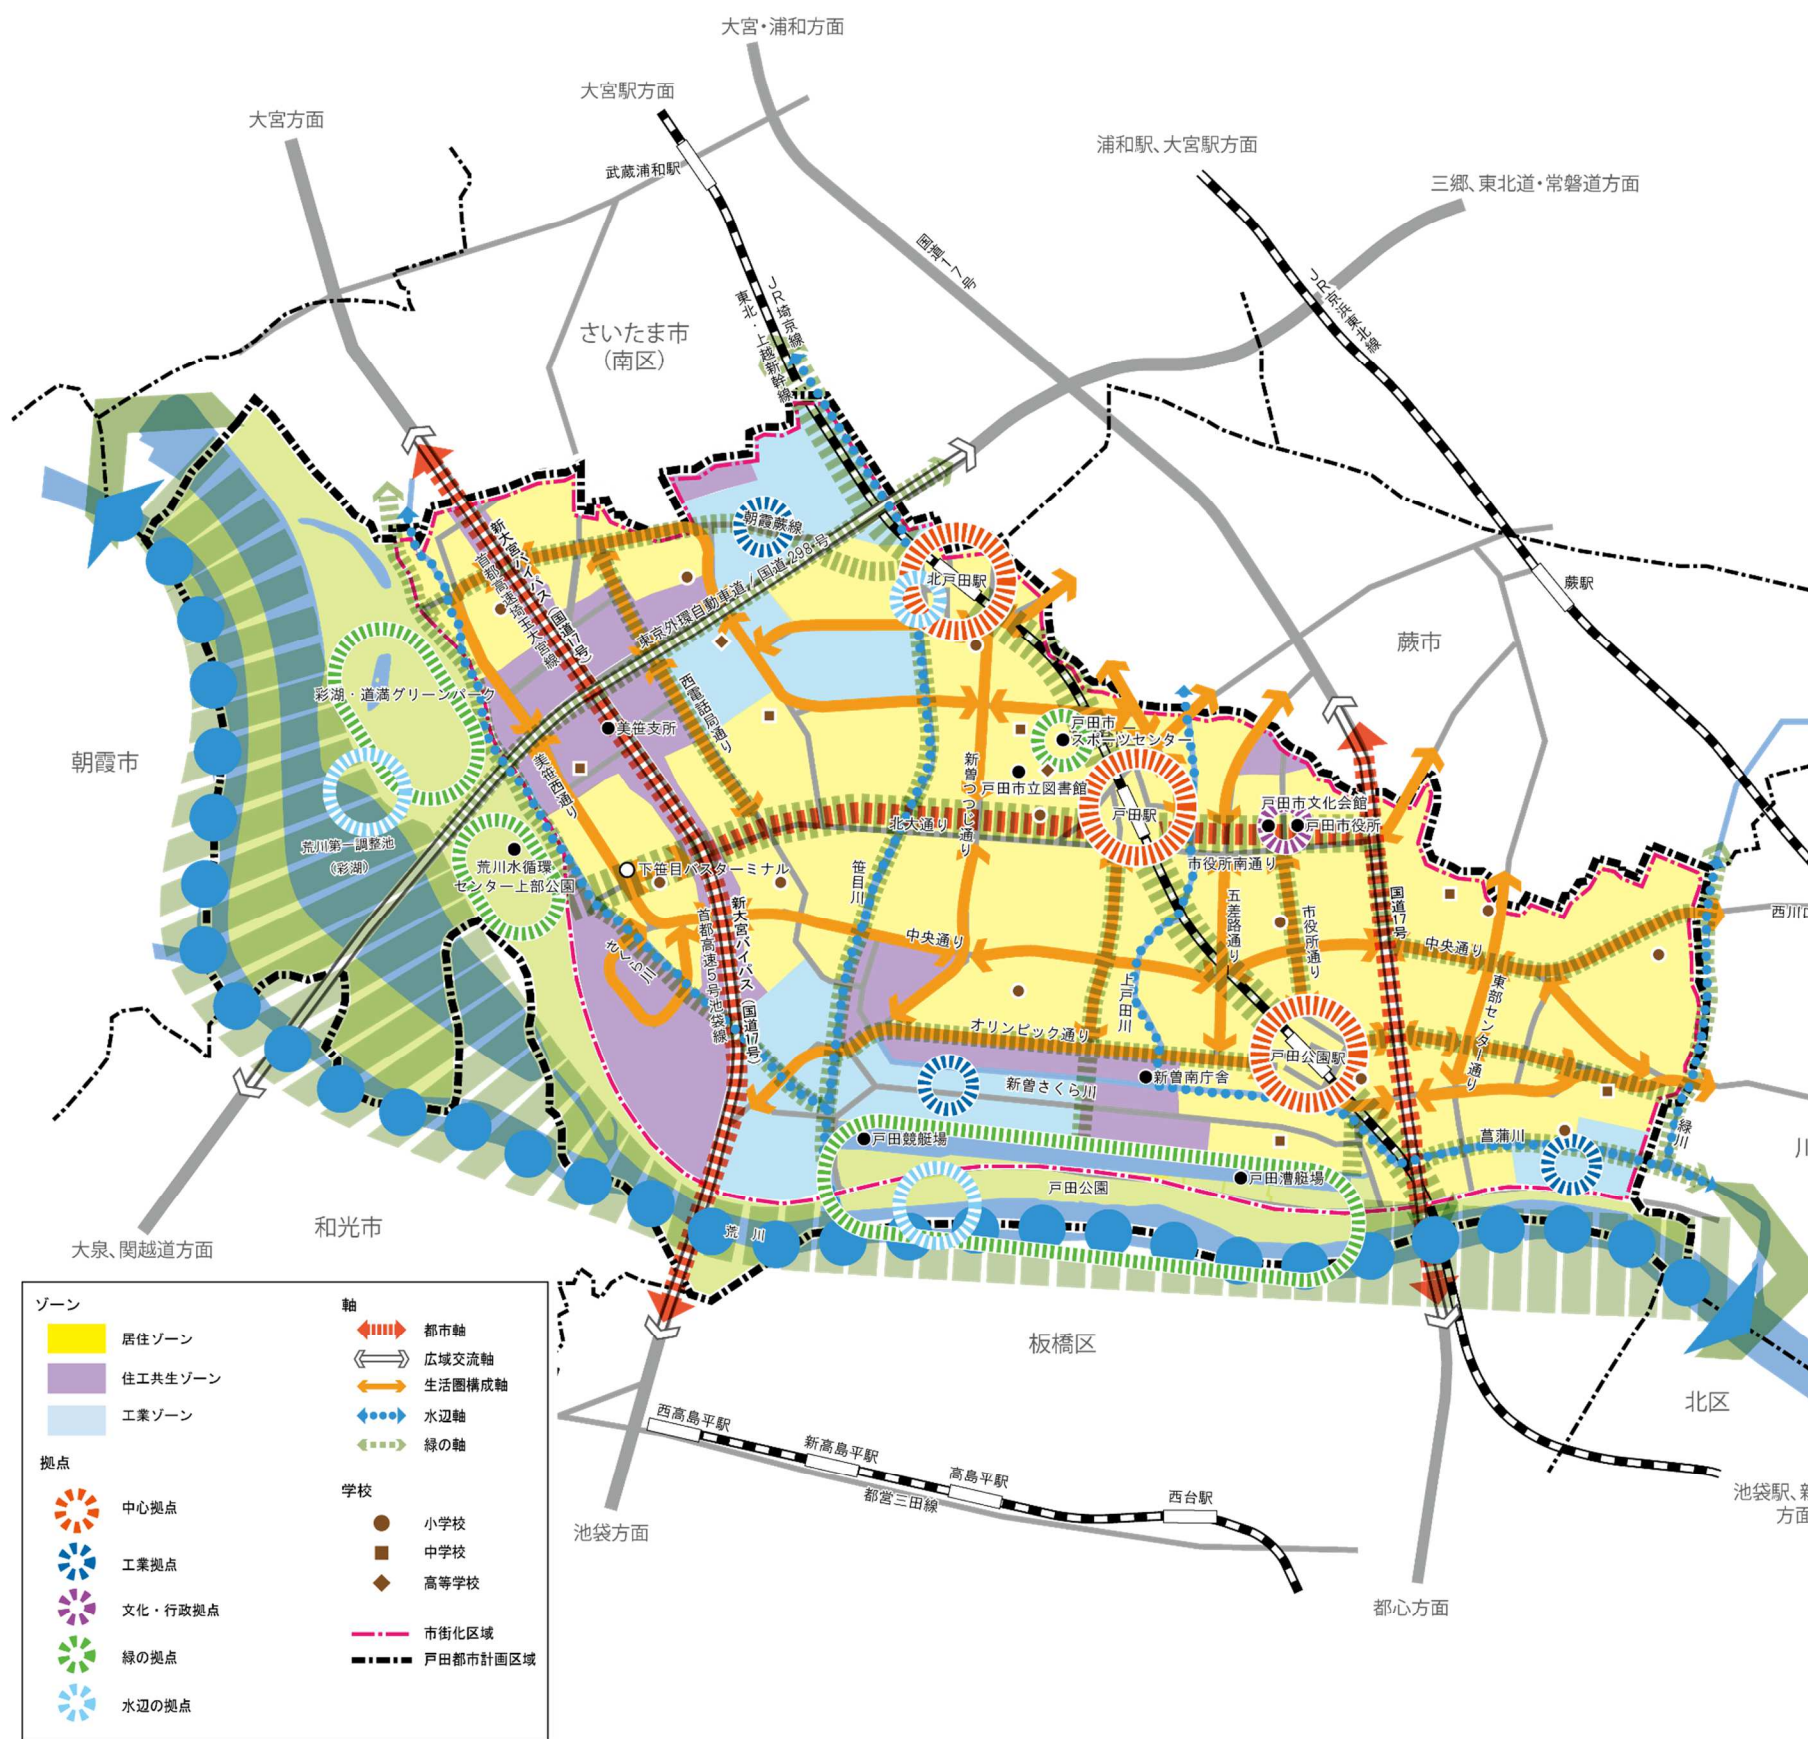 大宮・浦和方面
大宮駅方面
大宮方面
浦和駅、大宮駅方面
武蔵浦和駅
三郷、東北道・常磐道方面
国道17号
JR埼京線
東北・上越新幹線
JR京浜東北線
さいたま市
（南区）
朝霞蕨線
新大宮バイパス（国道17号）
首都高速埼玉大宮線
東京外環自動車道/国道298号
北戸田駅
蕨駅
蕨市
彩湖・道満グリーンパーク
西電話局通り
美笹支所
戸田市
スポーツセンター
朝霞市
美笹西通り
新曽つつじ通り
戸田市立図書館
戸田駅
戸田市文化会館
戸田市役所
北大通り
荒川第一調整池
（彩湖）
荒川水循環
センター上部公園
下笹目バスターミナル
笹目川
市役所南通り
五差路通り
市役所通り
国道17号
西川口
さくら川
首都高速5号池袋線
新大宮バイパス（国道17号）
中央通り
中央通り
上戸田川
東部センター通り
オリンピック通り
戸田公園駅
新曽さくら川
新曽南庁舎
戸田競艇場
菖蒲川
緑川
川
戸田漕艇場
戸田公園
荒川
和光市
大泉、関越道方面
板橋区
北区
西高島平駅
新高島平駅
高島平駅
西台駅
都営三田線
池袋方面
池袋駅、新
方面
都心方面
ゾーン
居住ゾーン
住工共生ゾーン
工業ゾーン
拠点
中心拠点
工業拠点
文化・行政拠点
緑の拠点
水辺の拠点
軸
都市軸
広域交流軸
生活圏構成軸
水辺軸
緑の軸
学校
小学校
中学校
高等学校
市街化区域
戸田都市計画区域